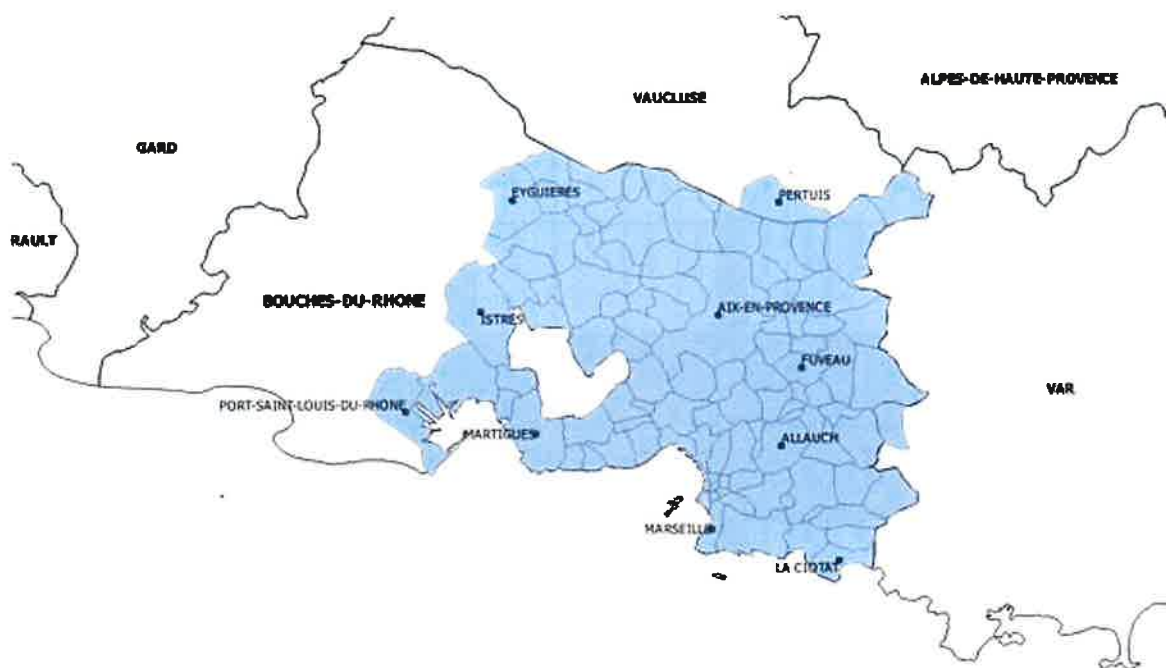 ALPES-DE-HAUTE-PROVENCE
VAUCLUSE
GARD
EYGUIERES
PERTUIS
RAULT
BOUCHES-DU-RHONE
ISTRES
AIX-EN-PROVENCE
FUVEAU
VAR
PORT-SAINT-LOUIS-DU-RHONE
MARTIGUES
ALLAUCH
MARSEILLE
LA CIOTAT